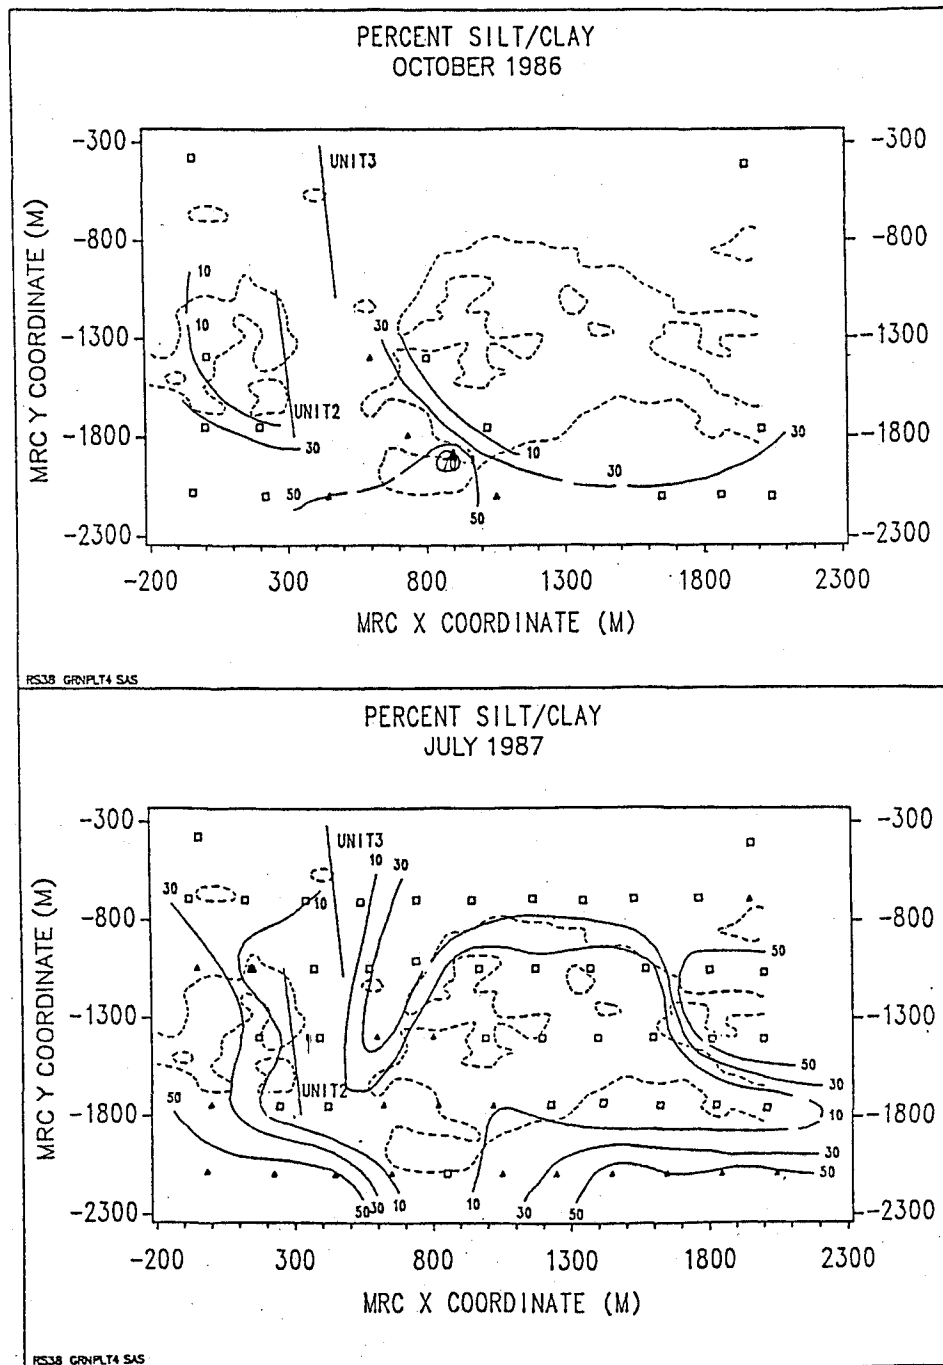 PERCENT SILT/CLAY
OCTOBER 1986
-300 -300
UNIT3
-800 -800
10
-1300 10 30 -1300
UNIT2
-1800 30 10 30 -1800
70
50 30
50
-2300 -2300
-200 300 800 1300 1800 2300
MRC Y COORDINATE (M)
MRC X COORDINATE (M)
RS38 GRNPLT4 SAS
PERCENT SILT/CLAY
JULY 1987
-300 -300
UNIT3
10 30
30 10
-800 -800
50
-1300 -1300
50
UNIT2 30
50 10
-1800 -1800
30
50
10
50 30 10 30 50
-2300 -2300
-200 300 800 1300 1800 2300
MRC Y COORDINATE (M)
MRC X COORDINATE (M)
RS38 GRNPLT4 SAS